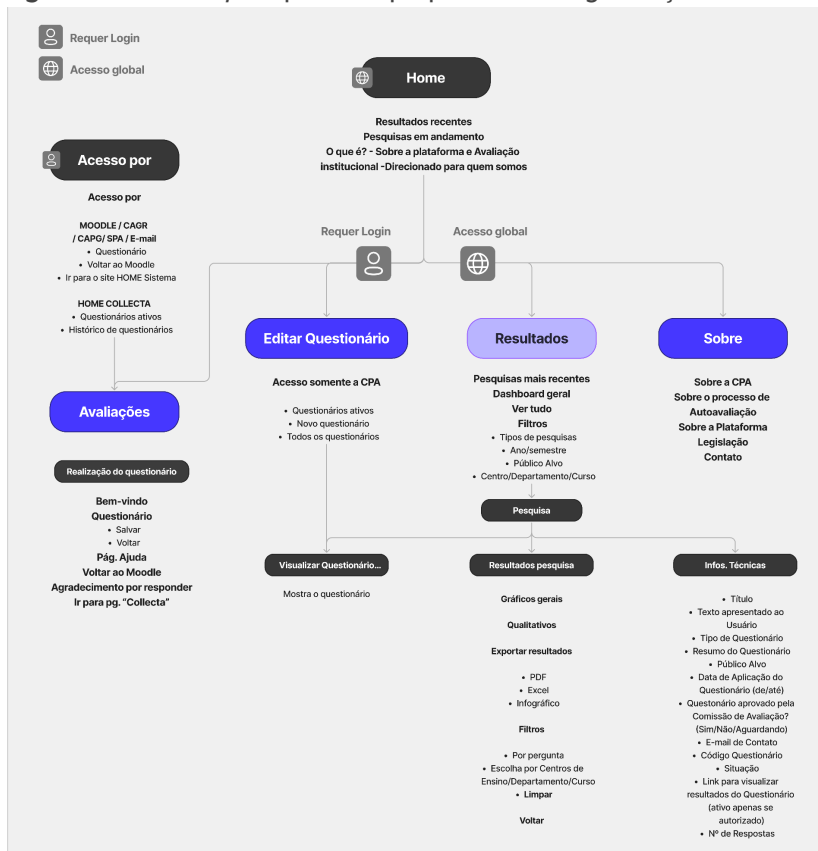 Requer Login
Acesso global
Home
Resultados recentes
Pesquisas em andamento
O que é? - Sobre a plataforma e Avaliação
institucional -Direcionado para quem somos
Acesso por
Acesso por
MOODLE / CAGR
/ CAPG/ SPA / E-mail
• Questionário
• Voltar ao Moodle
• Ir para o site HOME Sistema
HOME COLLECTA
• Questionários ativos
• Histórico de questionários
Requer Login
Acesso global
Editar Questionário
Acesso somente a CPA
• Questionários ativos
• Novo questionário
• Todos os questionários
Resultados
Pesquisas mais recentes
Dashboard geral
Ver tudo
Filtros
• Tipos de pesquisas
• Ano/semestre
• Público Alvo
• Centro/Departamento/Curso
Sobre
Sobre a CPA
Sobre o processo de
Autoavaliação
Sobre a Plataforma
Legislação
Contato
Avaliações
Realização do questionário
Bem-vindo
Questionário
• Salvar
• Voltar
Pág. Ajuda
Voltar ao Moodle
Agradecimento por responder
Ir para pg. “Collecta”
Pesquisa
Visualizar Questionário...
Mostra o questionário
Resultados pesquisa
Gráficos gerais
Qualitativos
Exportar resultados
• PDF
• Excel
• Infográfico
Filtros
• Por pergunta
• Escolha por Centros de
Ensino/Departamento/Curso
• Limpar
Voltar
Infos. Técnicas
• Título
• Texto apresentado ao
Usuário
• Tipo de Questionário
• Resumo do Questionário
• Público Alvo
• Data de Aplicação do
Questionário (de/até)
• Questonário aprovado pela
Comissão de Avaliação?
(Sim/Não/Aguardando)
• E-mail de Contato
• Código Questionário
• Situação
• Link para visualizar
resultados do Questionário
(ativo apenas se
autorizado)
• Nº de Respostas